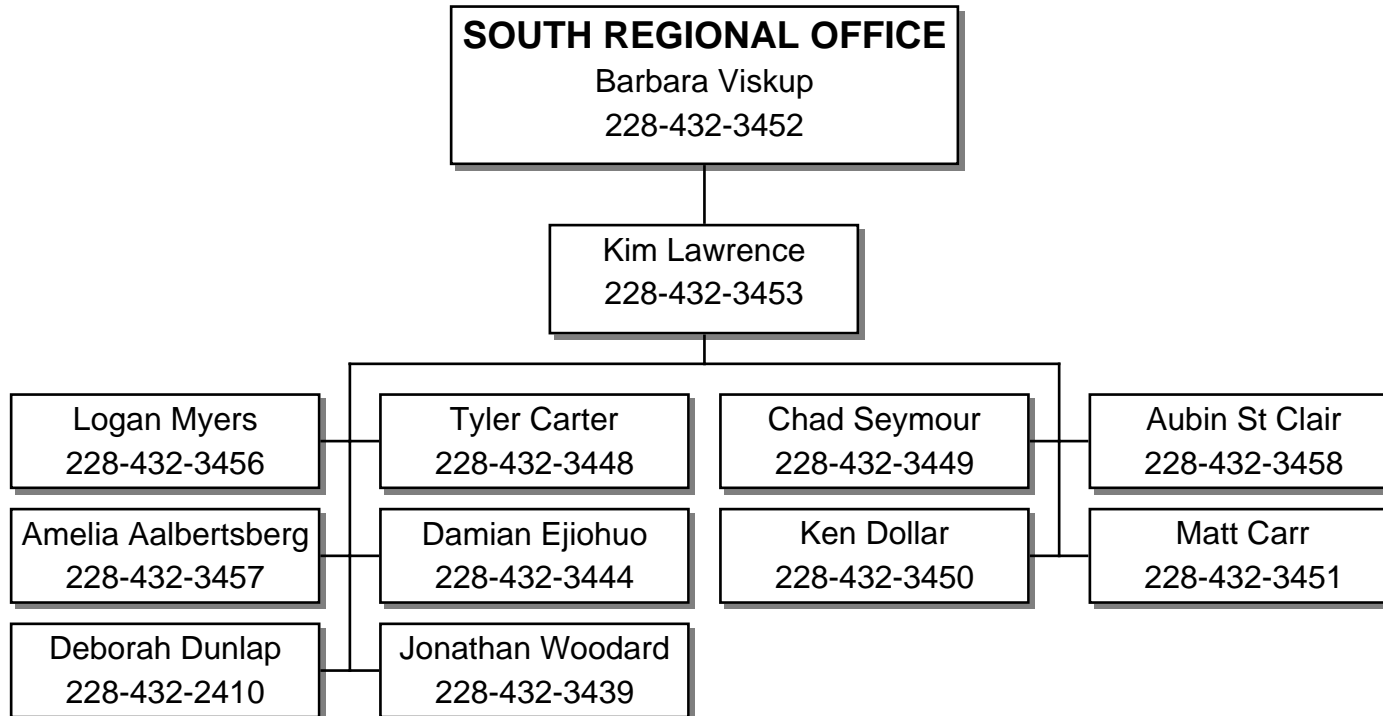 SOUTH REGIONAL OFFICE
Barbara Viskup
228-432-3452
Kim Lawrence
228-432-3453
Logan Myers
228-432-3456
Tyler Carter
228-432-3448
Chad Seymour
228-432-3449
Aubin St Clair
228-432-3458
Amelia Aalbertsberg
228-432-3457
Damian Ejiohuo
228-432-3444
Ken Dollar
228-432-3450
Matt Carr
228-432-3451
Deborah Dunlap
228-432-2410
Jonathan Woodard
228-432-3439